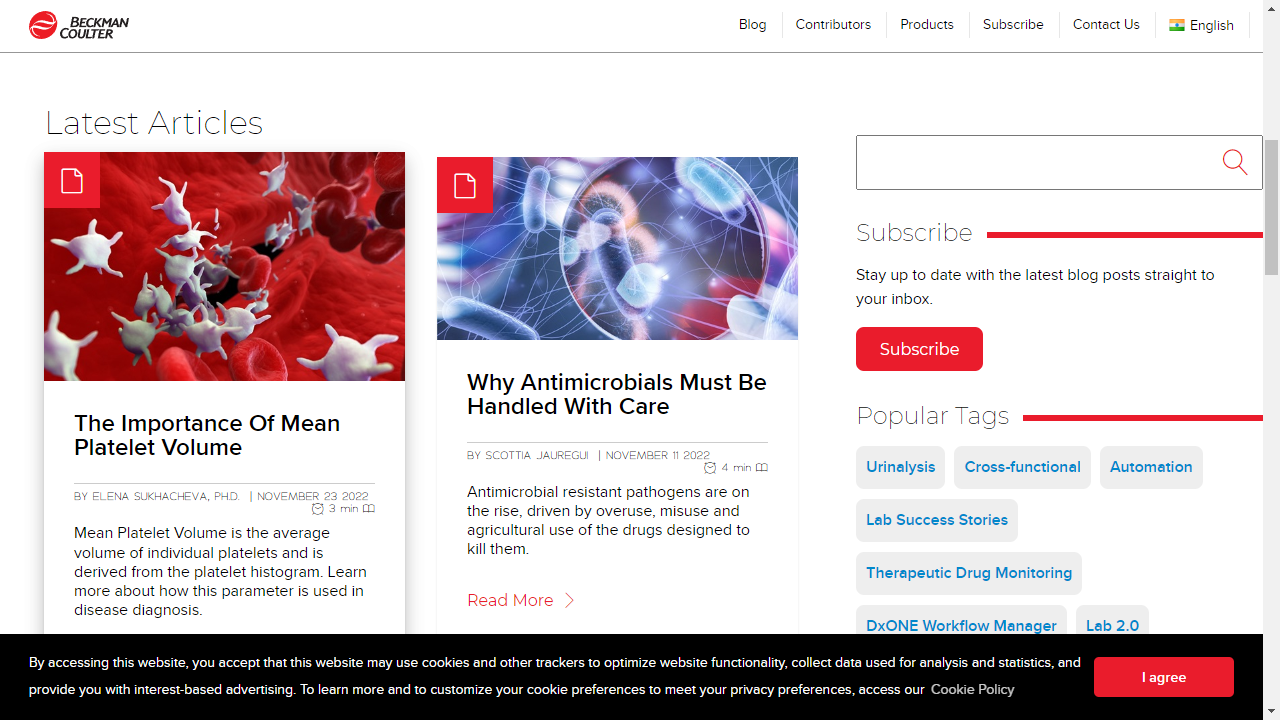 BECKMAN
COULTER
Blog
Contributors
Products
Subscribe
Contact Us
English
Latest Articles
The Importance Of Mean
Platelet Volume
BY ELENA SUKHACHEVA, PH.D. | NOVEMBER 23 2022
3 min
Mean Platelet Volume is the average
volume of individual platelets and is
derived from the platelet histogram. Learn
more about how this parameter is used in
disease diagnosis.
Why Antimicrobials Must Be
Handled With Care
BY SCOTTIA JAUREGUI | NOVEMBER 11 2022
4 min
Antimicrobial resistant pathogens are on
the rise, driven by overuse, misuse and
agricultural use of the drugs designed to
kill them.
Read More
Subscribe
Stay up to date with the latest blog posts straight to
your inbox.
Subscribe
Popular Tags
Urinalysis
Cross-functional
Automation
Lab Success Stories
Therapeutic Drug Monitoring
DxONE Workflow Manager
Lab 2.0
By accessing this website, you accept that this website may use cookies and other trackers to optimize website functionality, collect data used for analysis and statistics, and
provide you with interest-based advertising. To learn more and to customize your cookie preferences to meet your privacy preferences, access our Cookie Policy
I agree